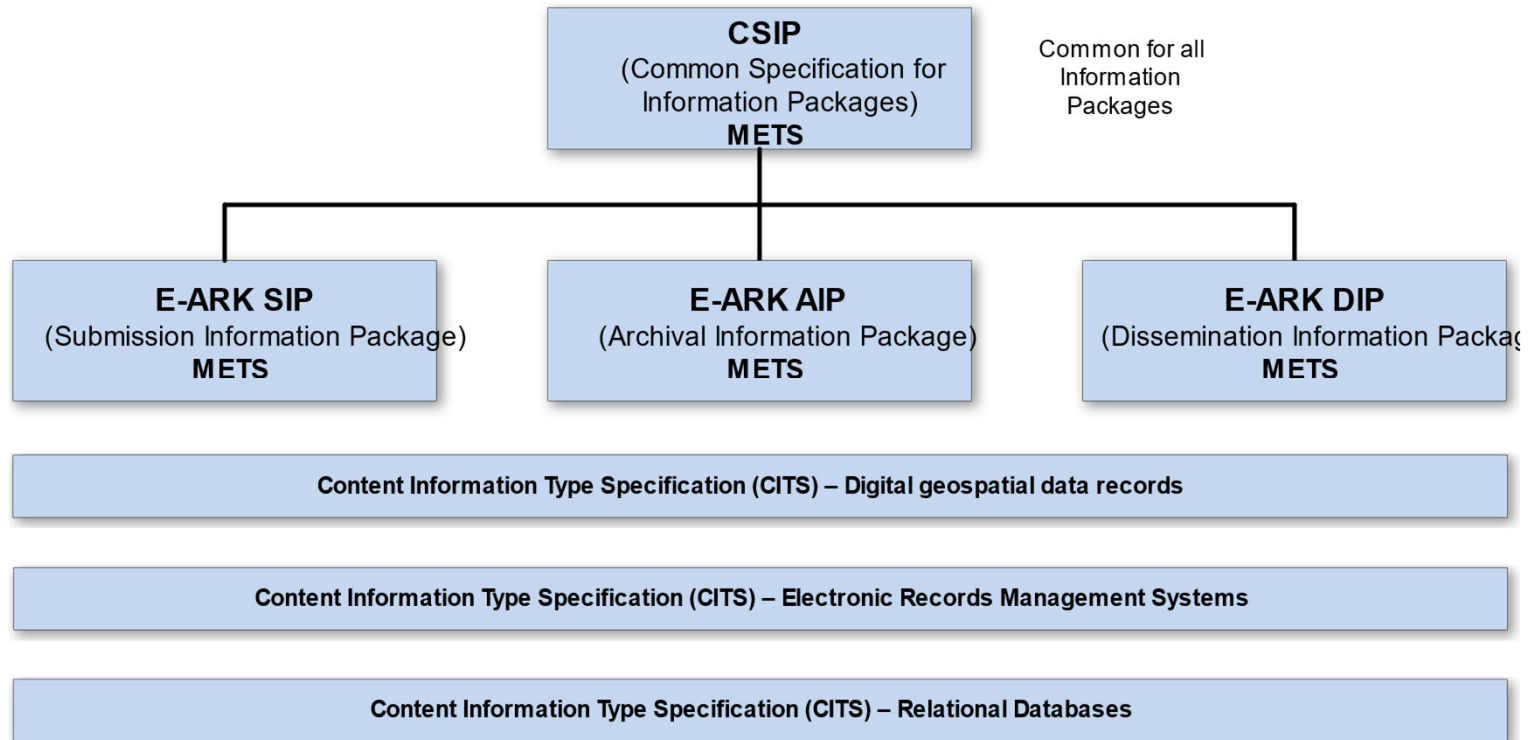 CSIP
(Common Specification for
Information Packages)
METS
Common for all
Information
Packages
E-ARK SIP
(Submission Information Package)
METS
E-ARK AIP
(Archival Information Package)
METS
E-ARK DIP
(Dissemination Information Packag
METS
Content Information Type Specification (CITS) – Digital geospatial data records
Content Information Type Specification (CITS) – Electronic Records Management Systems
Content Information Type Specification (CITS) – Relational Databases